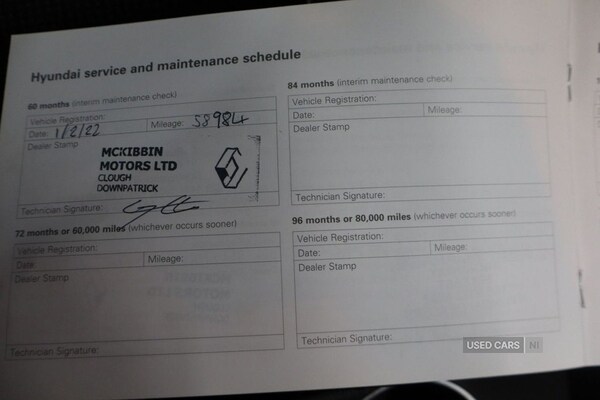 Hyundai service and maintenance schedule
60 months (interim maintenance check)
Vehicle Registration:
Date: 1/2/22 Mileage: 58984
Dealer Stamp
MCKIBBIN
MOTORS LTD
CLOUGH
DOWNPATRICK
Technician Signature:
84 months (interim maintenance check)
Vehicle Registration:
Date: Mileage:
Dealer Stamp
Technician Signature:
72 months or 60,000 miles (whichever occurs sooner)
Vehicle Registration:
Date Mileage:
Dealer Stamp
Technician Signature:
96 months or 80,000 miles (whichever occurs sooner)
Vehicle Registration:
Date: Mileage:
Dealer Stamp
Technician Signature:
USED CARS NI